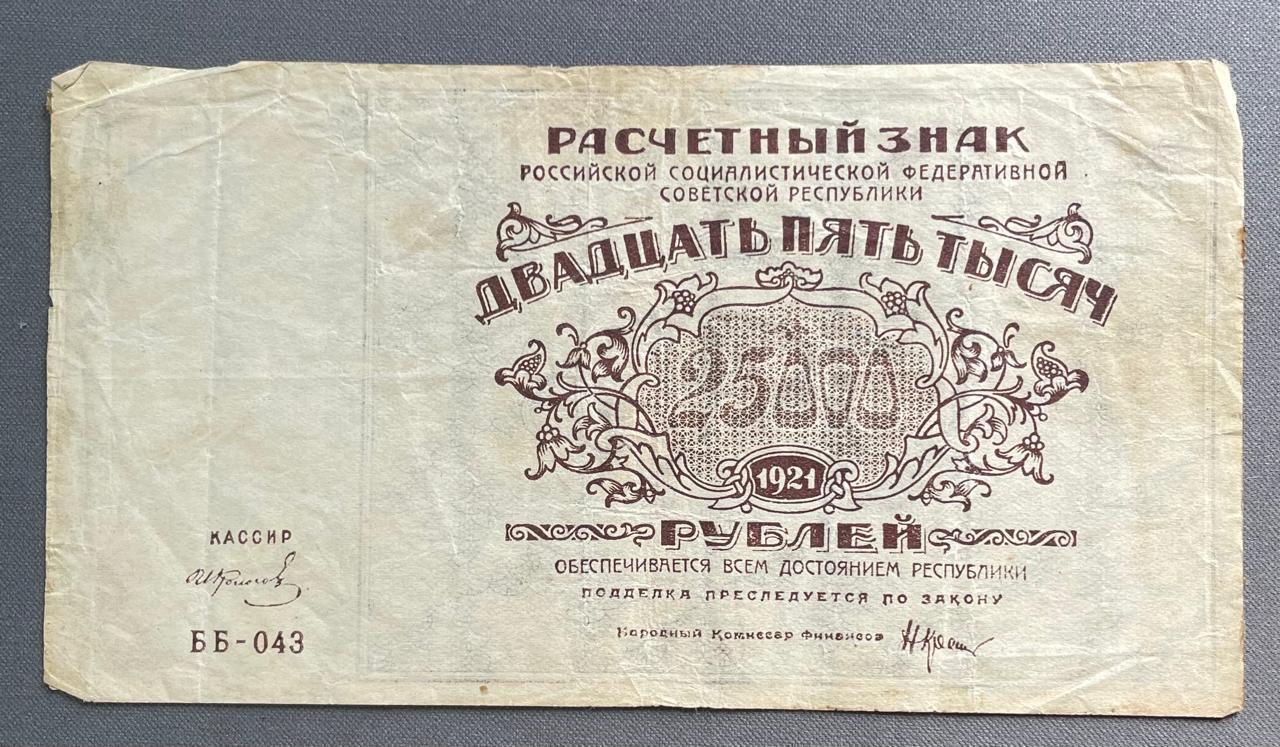 РАСЧЕТНЫЙ ЗНАК
РОССИЙСКОЙ СОЦИАЛИСТИЧЕСКОЙ ФЕДЕРАТИВНОЙ
СОВЕТСКОЙ РЕСПУБЛИКИ
ДВАДЦАТЬ ПЯТЬ ТЫСЯЧ
25000
1921
РУБЛЕЙ
ОБЕСПЕЧИВАЕТСЯ ВСЕМ ДОСТОЯНИЕМ РЕСПУБЛИКИ
ПОДДЕЛКА ПРЕСЛЕДУЕТСЯ ПО ЗАКОНУ
Народный Комиссар Финансов
КАССИР
ББ-043